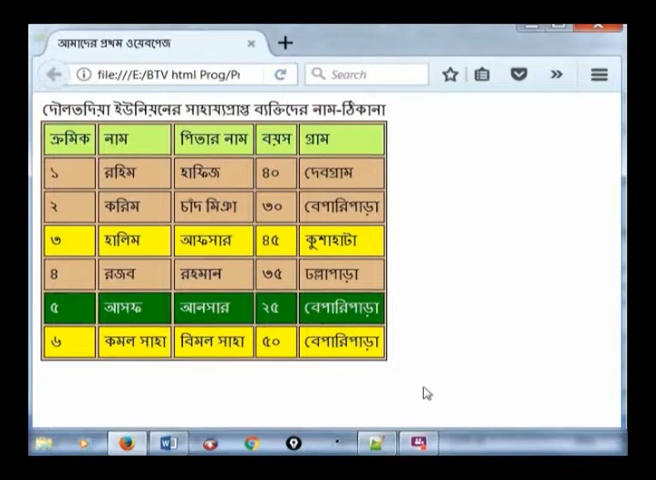 আমাদের প্রথম ওয়েবপেজ
file:///E:/BTV html Prog/Pr
Search
দৌলতদিয়া ইউনিয়নের সাহায্যপ্রাপ্ত ব্যক্তিদের নাম-ঠিকানা
ক্রমিক নাম পিতার নাম বয়স গ্রাম
১ রহিম হাফিজ ৪০ দেবগ্রাম
২ করিম চাঁদ মিঞা ৩০ বেপারিপাড়া
৩ হালিম আফসার ৪৫ কুশাহাটা
৪ রজব রহমান ৩৫ ঢল্লাপাড়া
৫ আসফ আনসার ২৫ বেপারিপাড়া
৬ কমল সাহা বিমল সাহা ৫০ বেপারিপাড়া